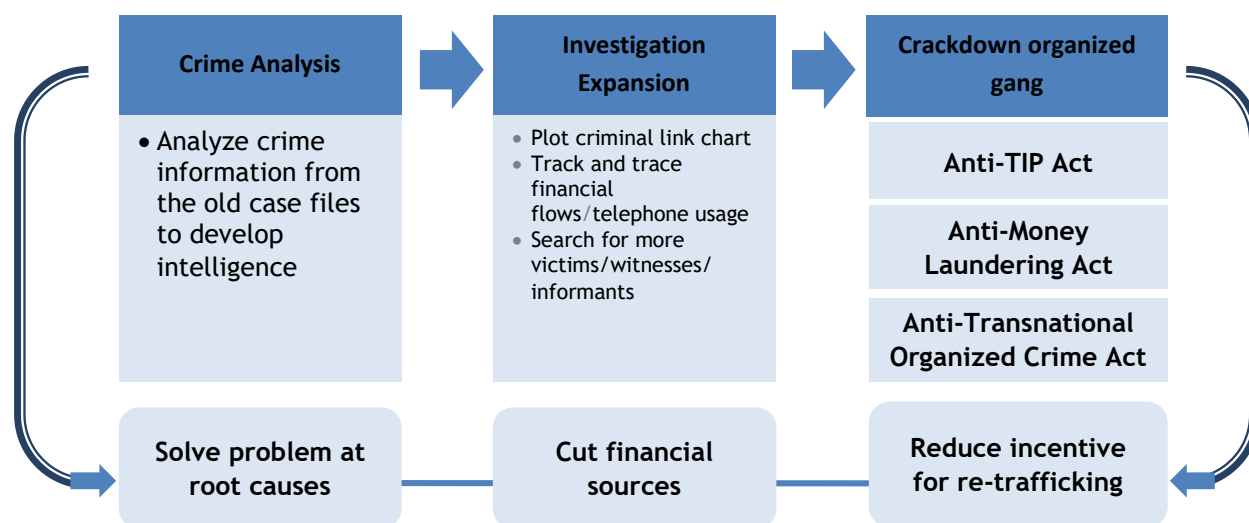 Crime Analysis
• Analyze crime
information from
the old case files
to develop
intelligence
Investigation
Expansion
• Plot criminal link chart
• Track and trace
financial
flows/telephone usage
• Search for more
victims/witnesses/
informants
Crackdown organized
gang
Anti-TIP Act
Anti-Money
Laundering Act
Anti-Transnational
Organized Crime Act
Solve problem at
root causes
Cut financial
sources
Reduce incentive
for re-trafficking